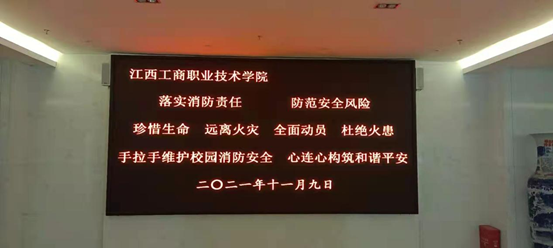 江西工商职业技术学院
落实消防责任 防范安全风险
珍惜生命 远离火灾 全面动员 杜绝火患
手拉手维护校园消防安全 心连心构筑和谐平安
二〇二一年十一月九日